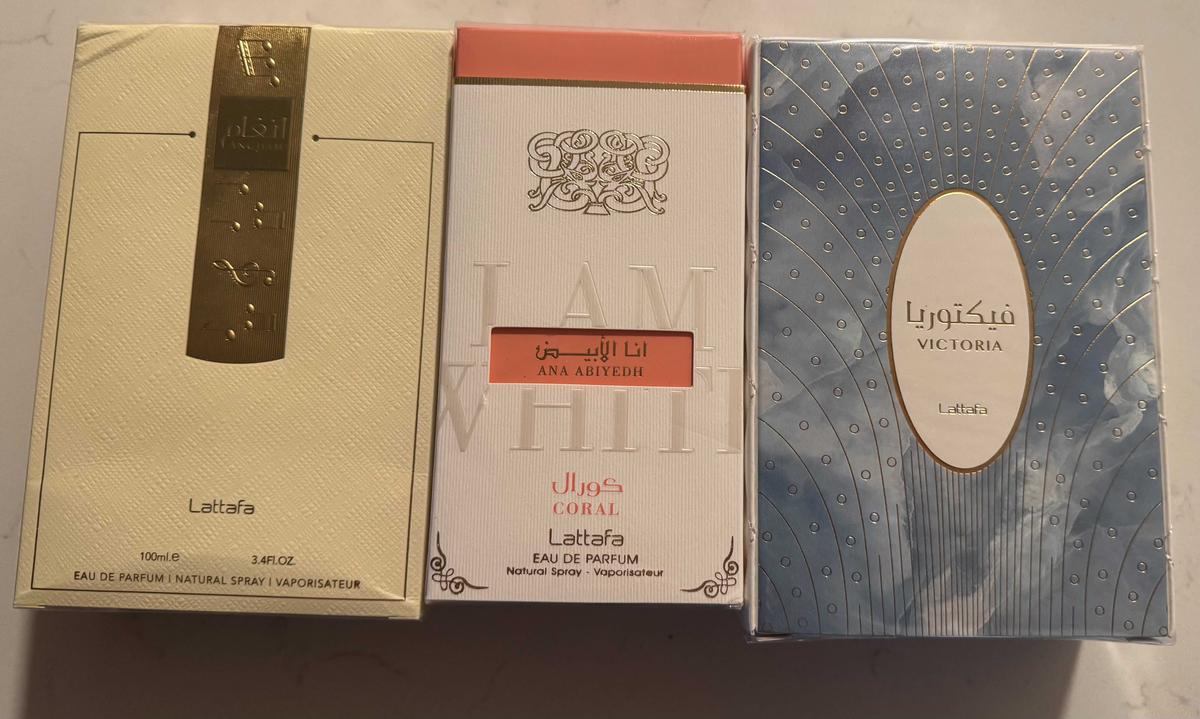 انغام
ANGHAM
Lattafa
100ml.e 3.4Fl.OZ.
EAU DE PARFUM | NATURAL SPRAY | VAPORISATEUR
I AM
WHITE
انا الأبيض
ANA ABIYEDH
كورال
CORAL
Lattafa
EAU DE PARFUM
Natural Spray - Vaporisateur
فيكتوريا
VICTORIA
Lattafa